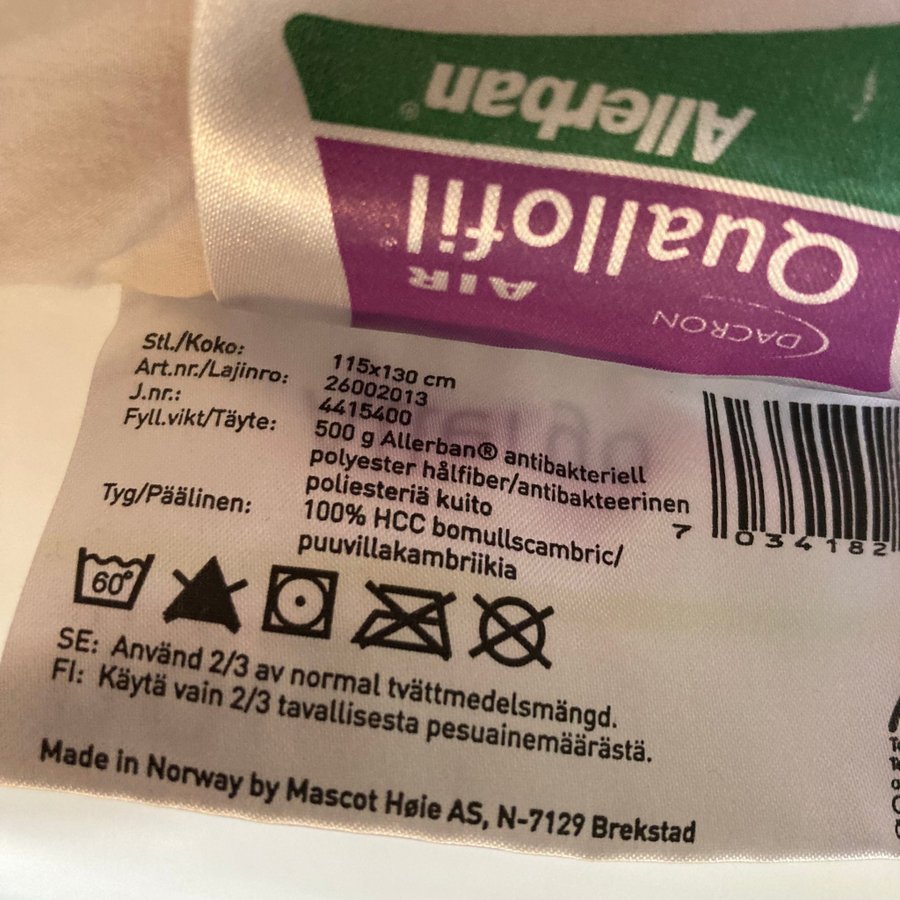 Allerban®
Quallofil®
AIR
DACRON
Stl./Koko: 115x130 cm
Art.nr./Lajinro: 26002013
J.nr.: 4415400
Fyll.vikt/Täyte: 500 g Allerban® antibakteriell
polyester hålfiber/antibakteerinen
poliesteriä kuito
Tyg/Päälinen: 100% HCC bomullscambric/
puuvillakambriikia
7 034182
60°
SE: Använd 2/3 av normal tvättmedelsmängd.
FI: Käytä vain 2/3 tavallisesta pesuainemäärästä.
Made in Norway by Mascot Høie AS, N-7129 Brekstad